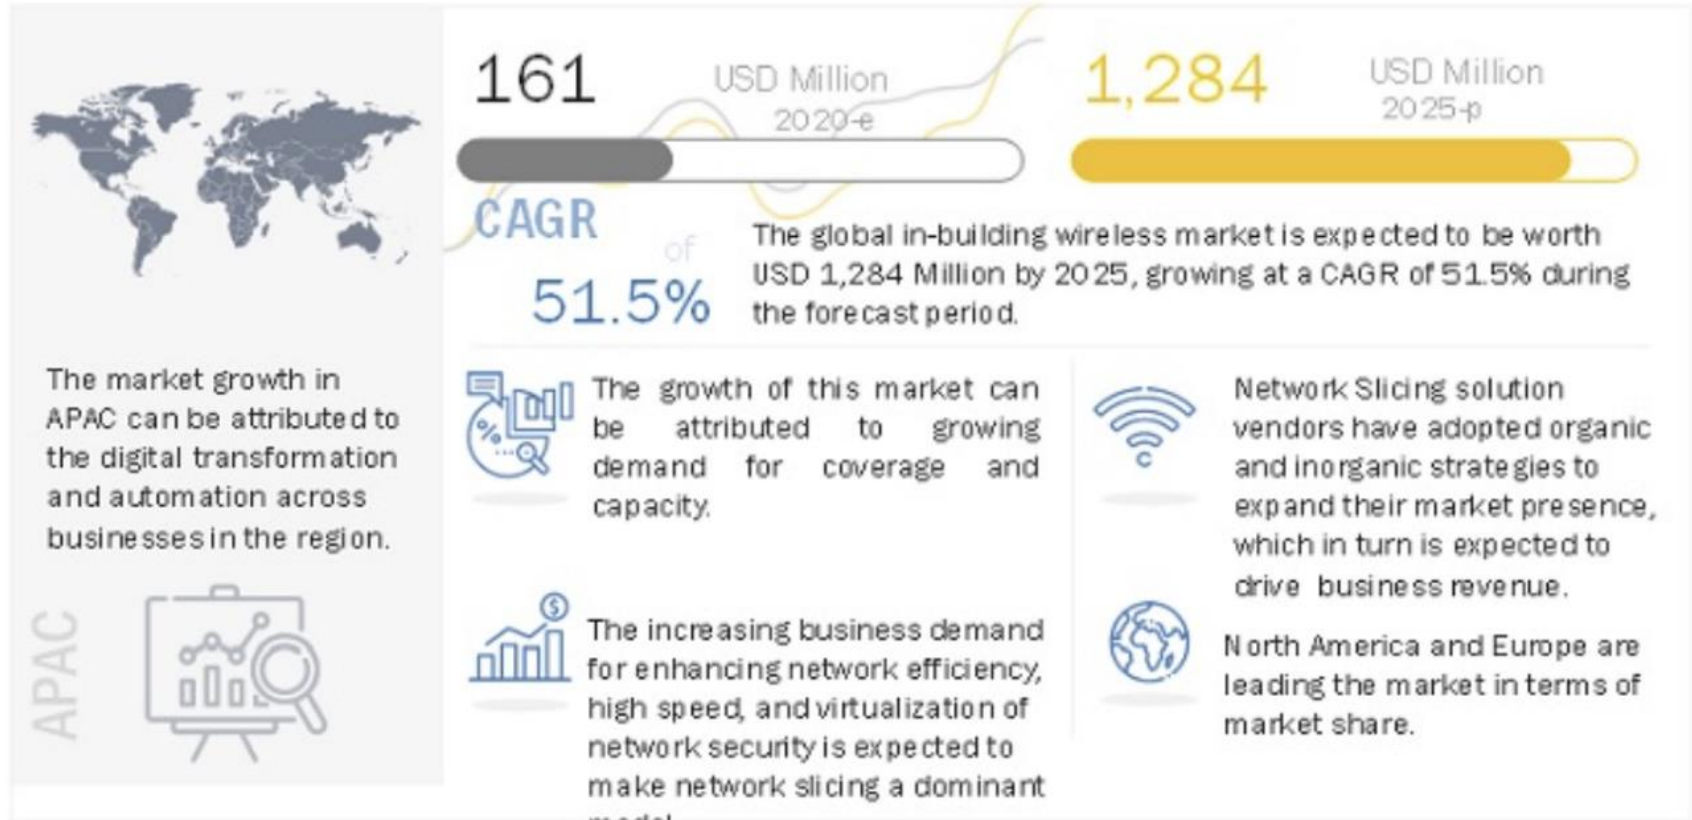 161
USD Million
2020-e
1,284
USD Million
2025-p
CAGR
of
51.5%
The global in-building wireless market is expected to be worth
USD 1,284 Million by 2025, growing at a CAGR of 51.5% during
the forecast period.
The market growth in
APAC can be attributed to
the digital transformation
and automation across
businesses in the region.
APAC
The growth of this market can
be attributed to growing
demand for coverage and
capacity.
The increasing business demand
for enhancing network efficiency,
high speed, and virtualization of
network security is expected to
make network slicing a dominant
Network Slicing solution
vendors have adopted organic
and inorganic strategies to
expand their market presence,
which in turn is expected to
drive business revenue.
North America and Europe are
leading the market in terms of
market share.